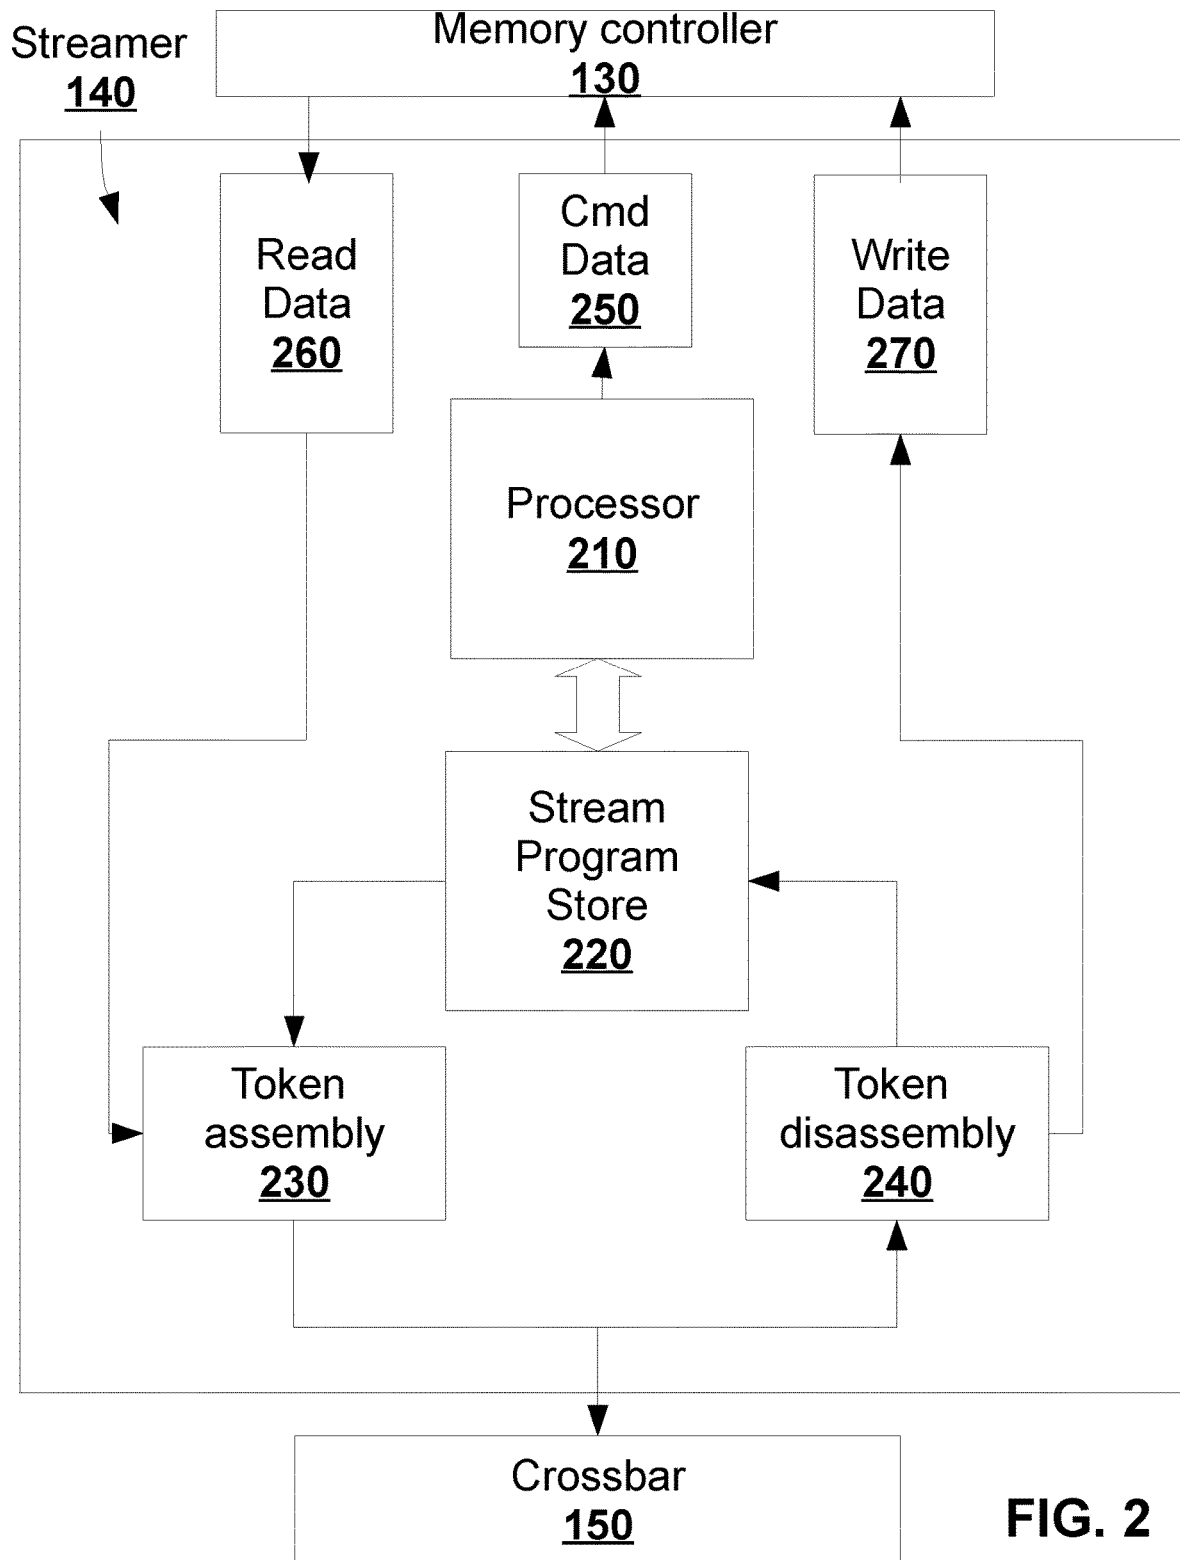 Memory controller
130
Streamer
140
Read
Data
260
Cmd
Data
250
Write
Data
270
Processor
210
Stream
Program
Store
220
Token
assembly
230
Token
disassembly
240
Crossbar
150
FIG. 2